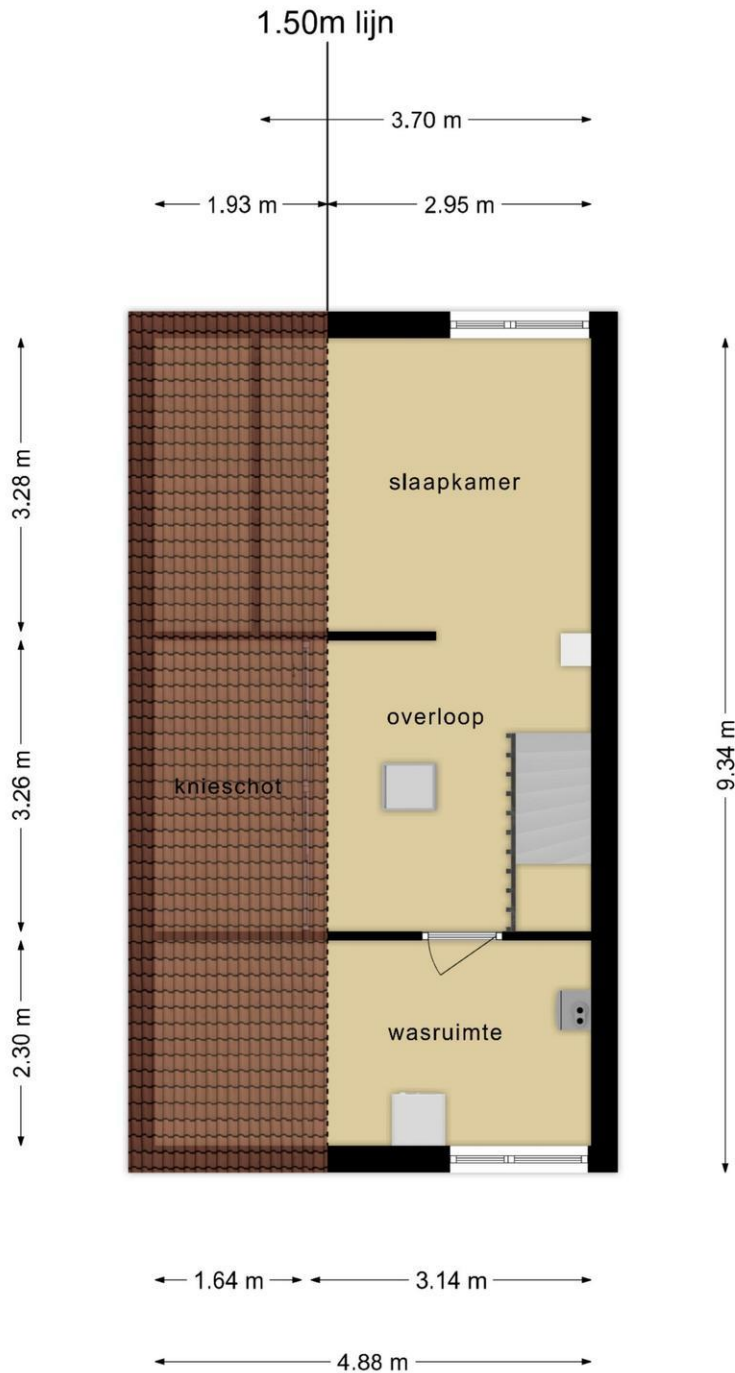 1.50m lijn
3.70 m
1.93 m
2.95 m
3.28 m
slaapkamer
overloop
9.34 m
3.26 m
knieschot
2.30 m
wasruimte
1.64 m
3.14 m
4.88 m